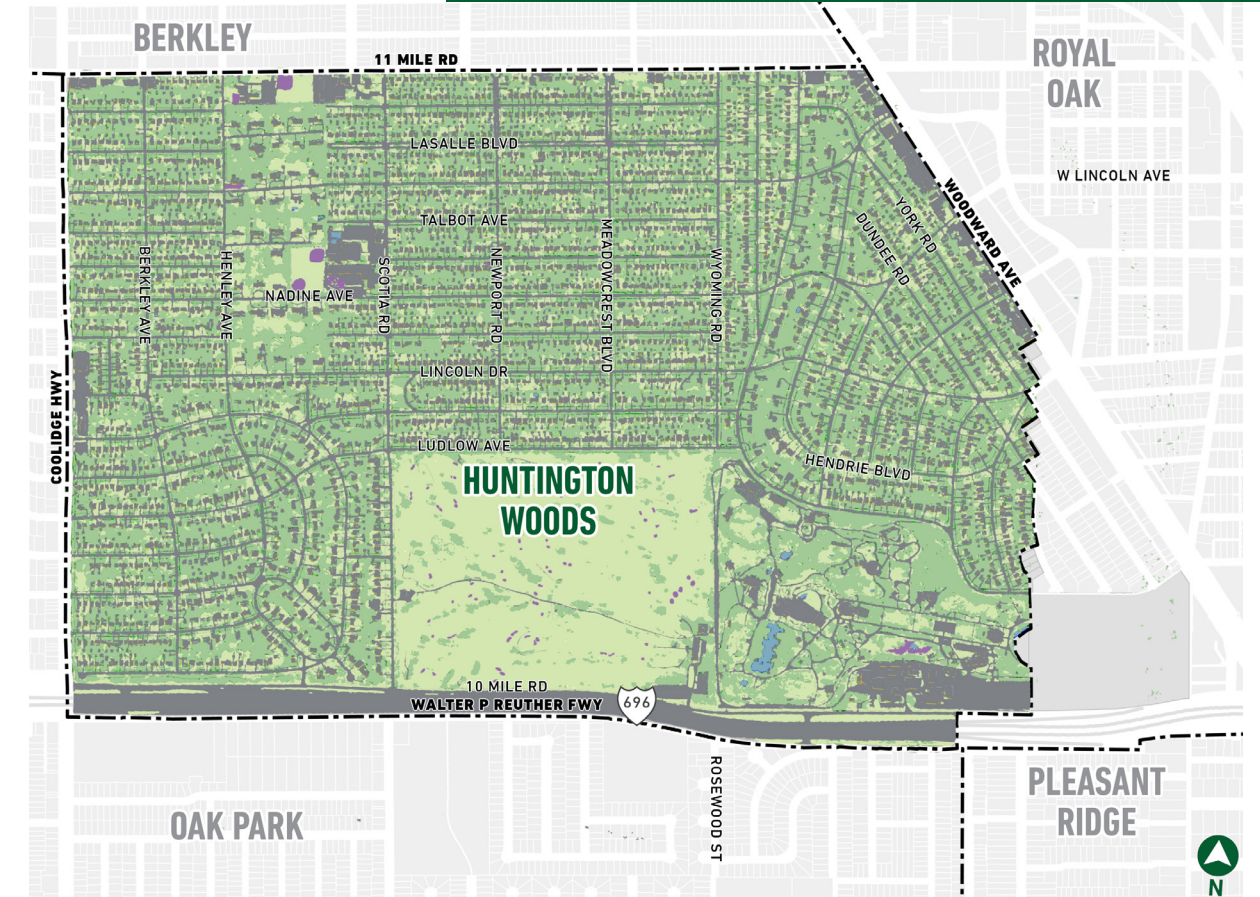 BERKLEY
11 MILE RD
ROYAL
OAK
LASALLE BLVD
W LINCOLN AVE
WOODWARD AVE
YORK RD
DUNDEE RD
TALBOT AVE
BERKLEY AVE
HENLEY AVE
SCOTIA RD
NEWPORT RD
MEADOWCREST BLVD
WYOMING RD
NADINE AVE
COOLIDGE HWY
LINCOLN DR
LUDLOW AVE
HENDRIE BLVD
HUNTINGTON
WOODS
10 MILE RD
WALTER P REUTHER FWY
696
ROSEWOOD ST
OAK PARK
PLEASANT
RIDGE
N